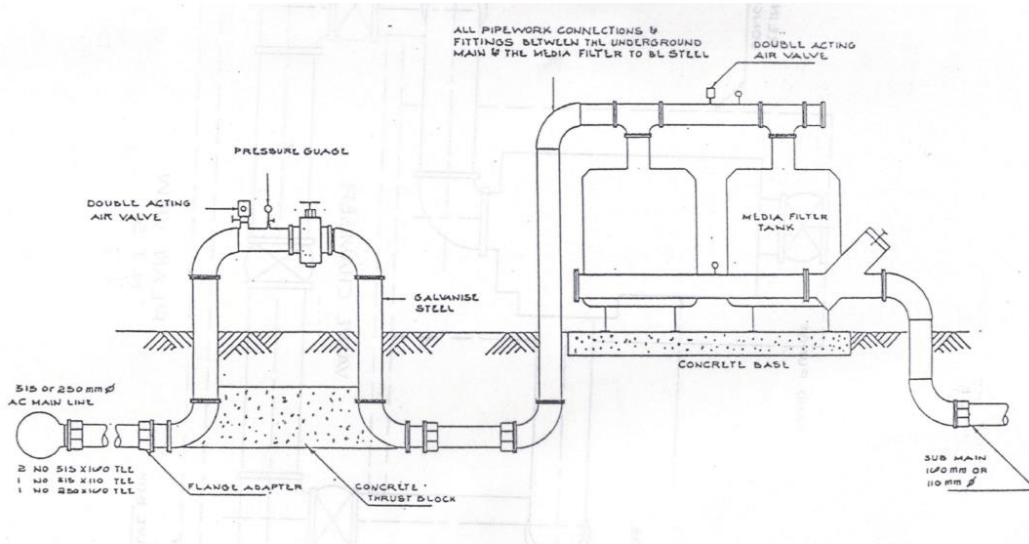 ALL PIPEWORK CONNECTIONS &
FITTINGS BETWEEN THE UNDERGROUND
MAIN & THE MEDIA FILTER TO BE STEEL
DOUBLE ACTING
AIR VALVE
PRESSURE GUAGE
DOUBLE ACTING
AIR VALVE
MEDIA FILTER
TANK
GALVANISE
STEEL
CONCRETE BASE
315 or 250 mm Ø
AC MAIN LINE
2 NO 315 X 160 TEE
1 NO 315 X 110 TEE
1 NO 250 X 160 TEE
FLANGE ADAPTER
CONCRETE
THRUST BLOCK
SUB MAIN
160 mm OR
110 mm Ø